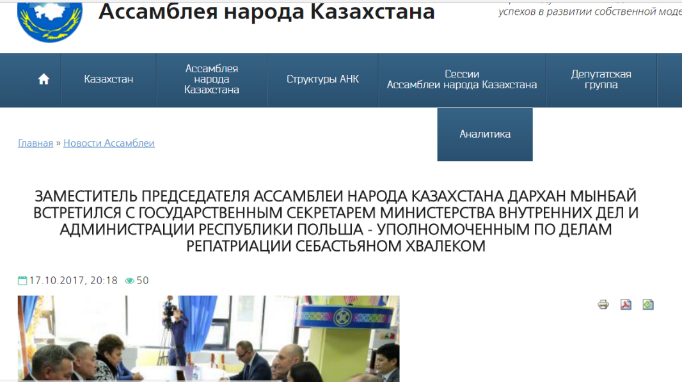 Ассамблея народа Казахстана
успехов в развитии собственной
Казахстан
Ассамблея
народа
Казахстана
Структуры АНК
Сессии
Ассамблеи народа Казахстана
Депутатская
группа
Аналитика
Главная » Новости Ассамблеи
ЗАМЕСТИТЕЛЬ ПРЕДСЕДАТЕЛЯ АССАМБЛЕИ НАРОДА КАЗАХСТАНА ДАРХАН МЫНБАЙ
ВСТРЕТИЛСЯ С ГОСУДАРСТВЕННЫМ СЕКРЕТАРЕМ МИНИСТЕРСТВА ВНУТРЕННИХ ДЕЛ И
АДМИНИСТРАЦИИ РЕСПУБЛИКИ ПОЛЬША - УПОЛНОМОЧЕННЫМ ПО ДЕЛАМ
РЕПАТРИАЦИИ СЕБАСТЬЯНОМ ХВАЛЕКОМ
17.10.2017, 20:18 50